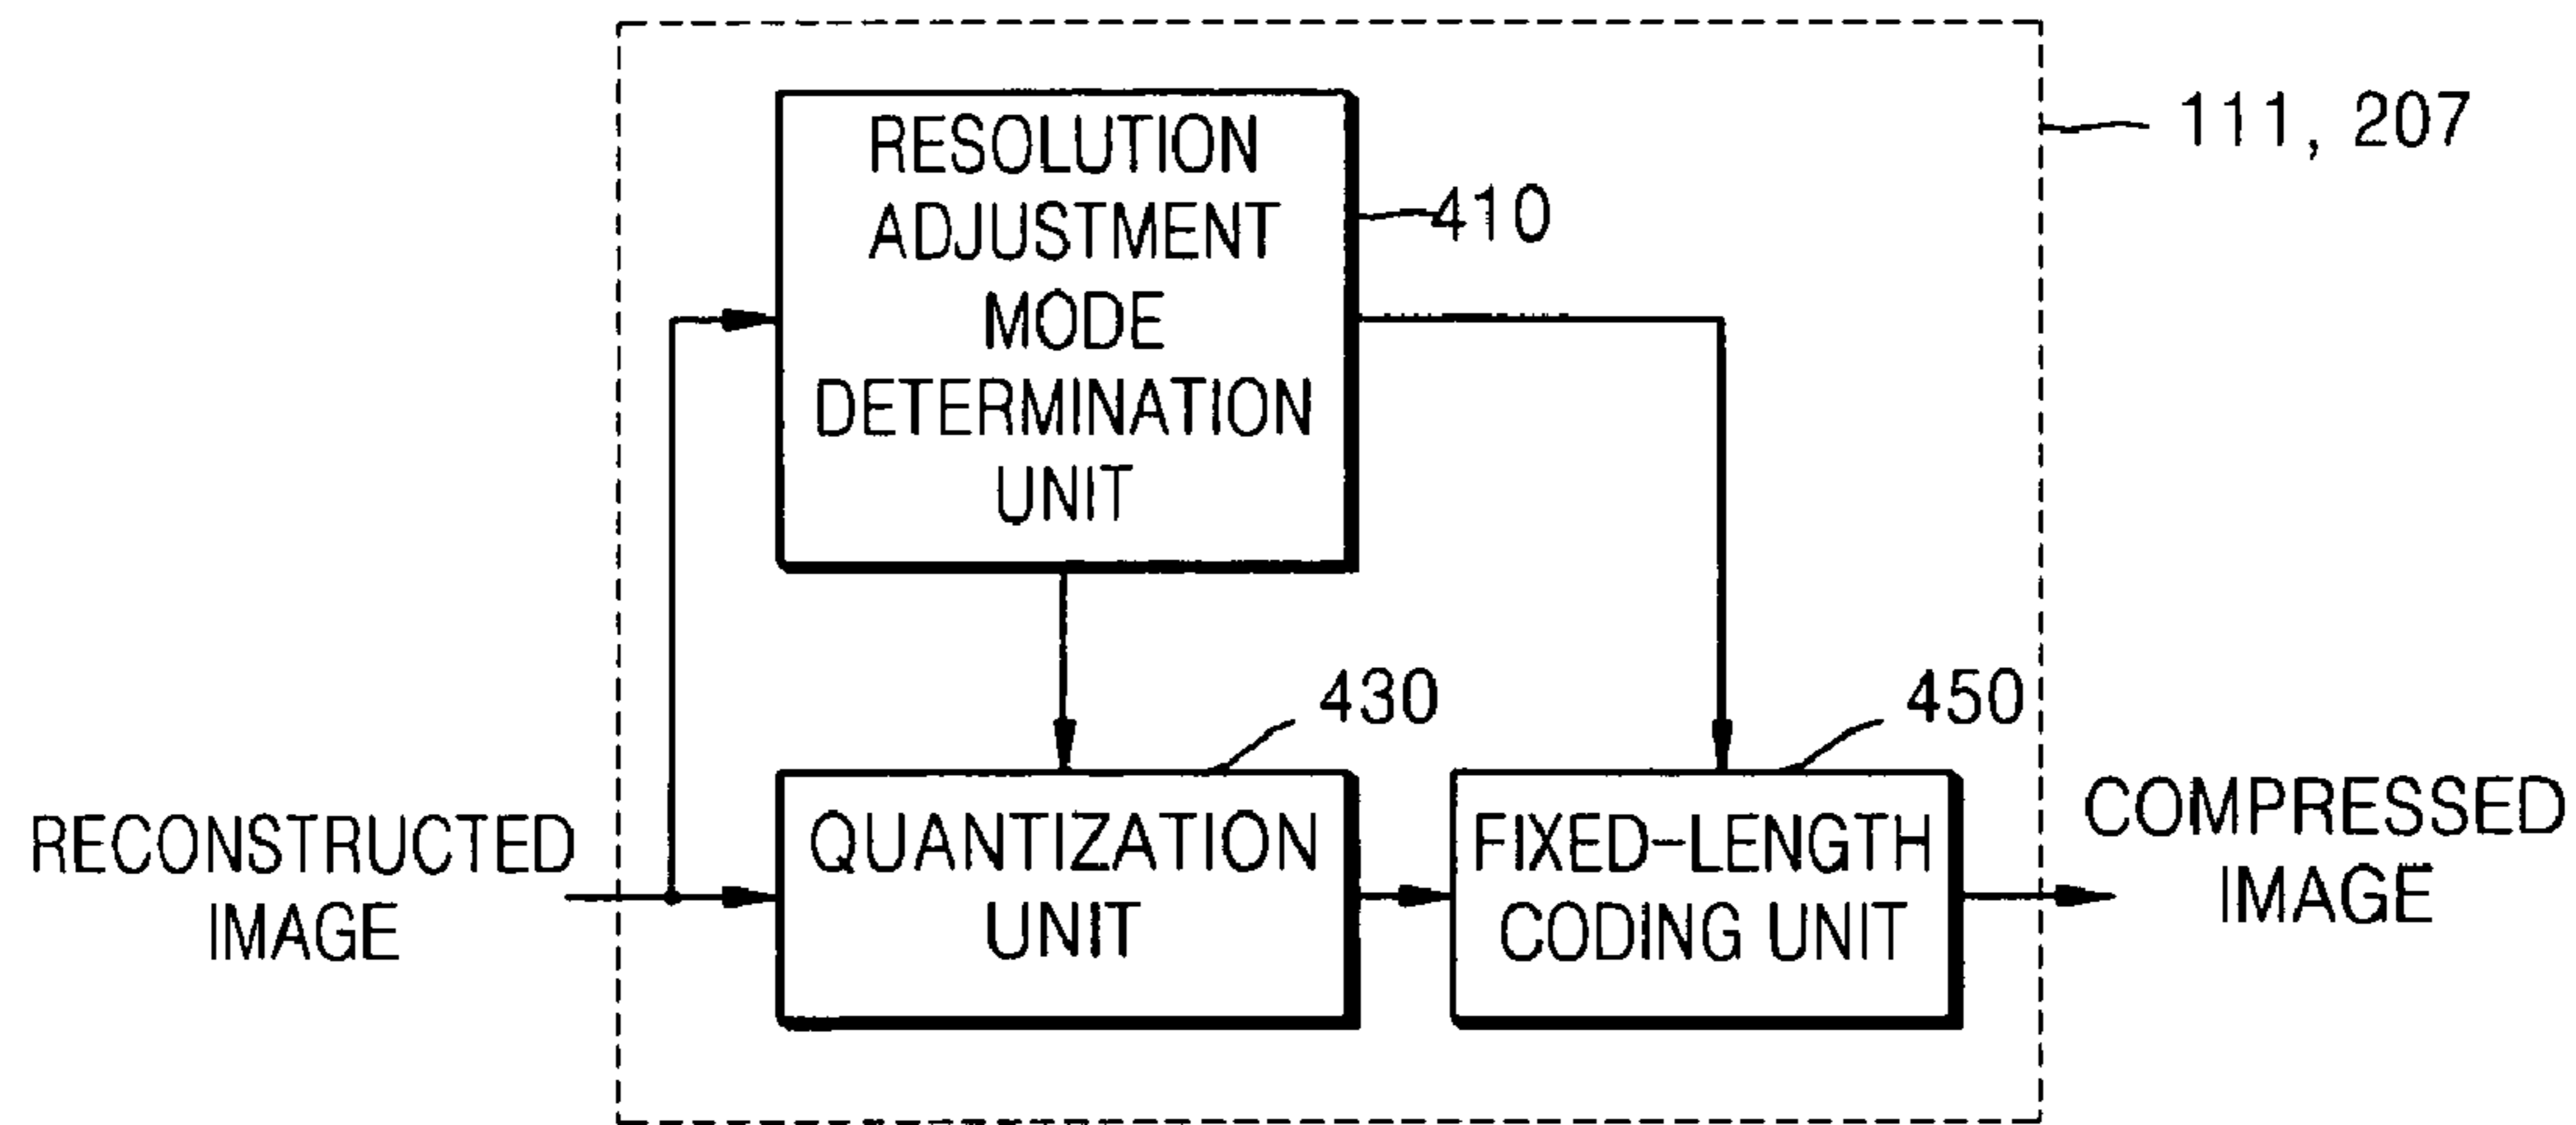 RESOLUTION
ADJUSTMENT
MODE
DETERMINATION
UNIT
410
111, 207
430
450
RECONSTRUCTED
IMAGE
QUANTIZATION
UNIT
FIXED-LENGTH
CODING UNIT
COMPRESSED
IMAGE